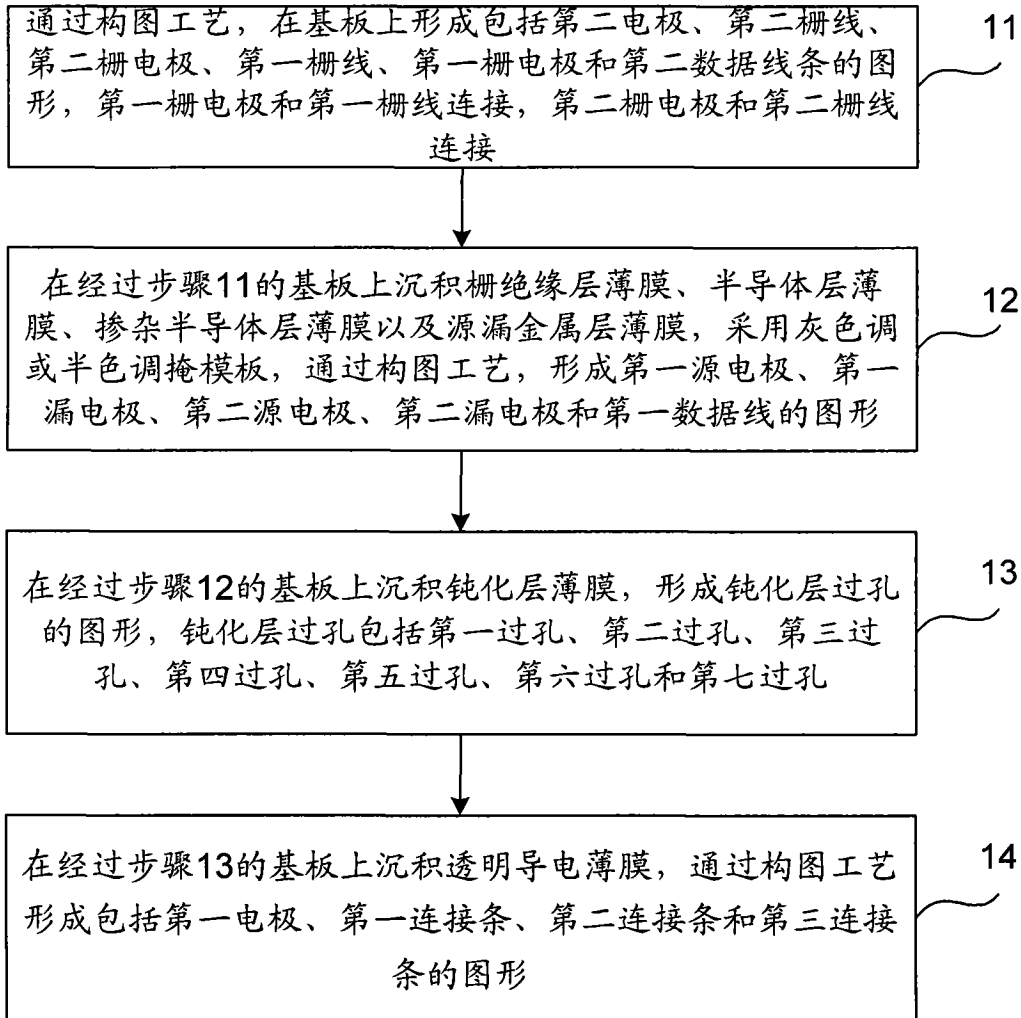 通过构图工艺，在基板上形成包括第二电极、第二栅线、
第二栅电极、第一栅线、第一栅电极和第二数据线条的图
形，第一栅电极和第一栅线连接，第二栅电极和第二栅线
连接
11
在经过步骤11的基板上沉积栅绝缘层薄膜、半导体层薄
膜、掺杂半导体层薄膜以及源漏金属层薄膜，采用灰色调
或半色调掩模板，通过构图工艺，形成第一源电极、第一
漏电极、第二源电极、第二漏电极和第一数据线的图形
12
在经过步骤12的基板上沉积钝化层薄膜，形成钝化层过孔
的图形，钝化层过孔包括第一过孔、第二过孔、第三过
孔、第四过孔、第五过孔、第六过孔和第七过孔
13
在经过步骤13的基板上沉积透明导电薄膜，通过构图工艺
形成包括第一电极、第一连接条、第二连接条和第三连接
条的图形
14